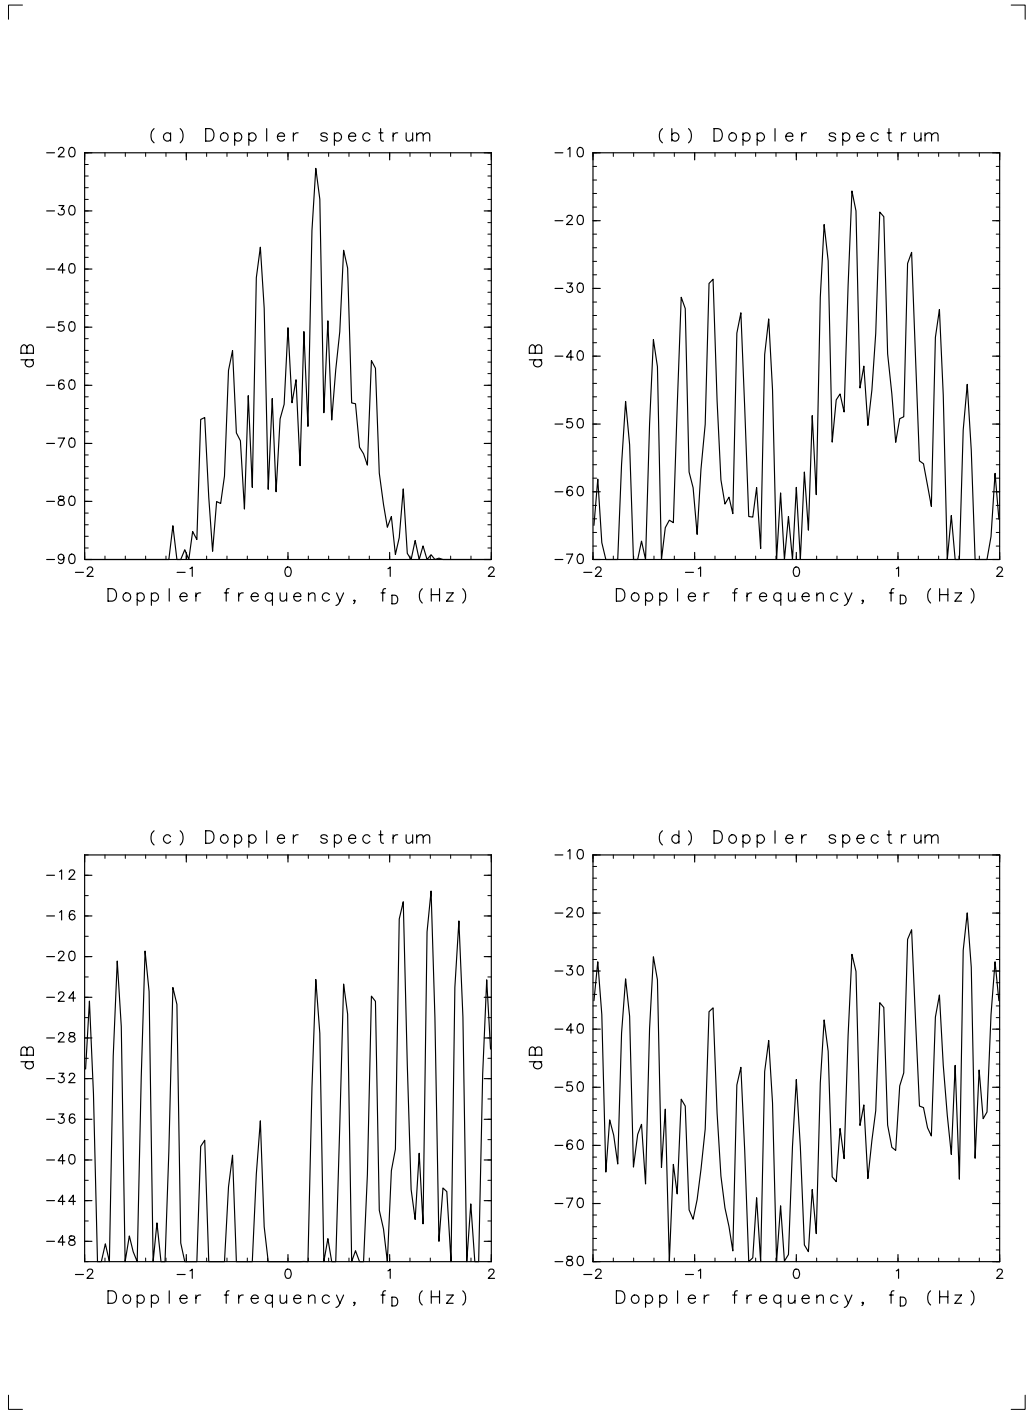 (a) Doppler spectrum
−20
−30
−40
−50
−60
−70
−80
−90
dB
−2 −1 0 1 2
Doppler frequency, f_D (Hz)
(b) Doppler spectrum
−10
−20
−30
−40
−50
−60
−70
dB
−2 −1 0 1 2
Doppler frequency, f_D (Hz)
(c) Doppler spectrum
−12
−16
−20
−24
−28
−32
−36
−40
−44
−48
dB
−2 −1 0 1 2
Doppler frequency, f_D (Hz)
(d) Doppler spectrum
−10
−20
−30
−40
−50
−60
−70
−80
dB
−2 −1 0 1 2
Doppler frequency, f_D (Hz)